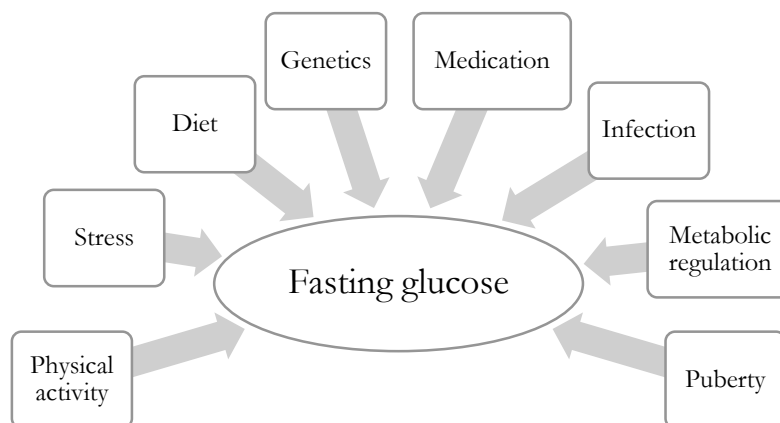 Genetics
Medication
Diet
Infection
Stress
Metabolic
regulation
Fasting glucose
Physical
activity
Puberty